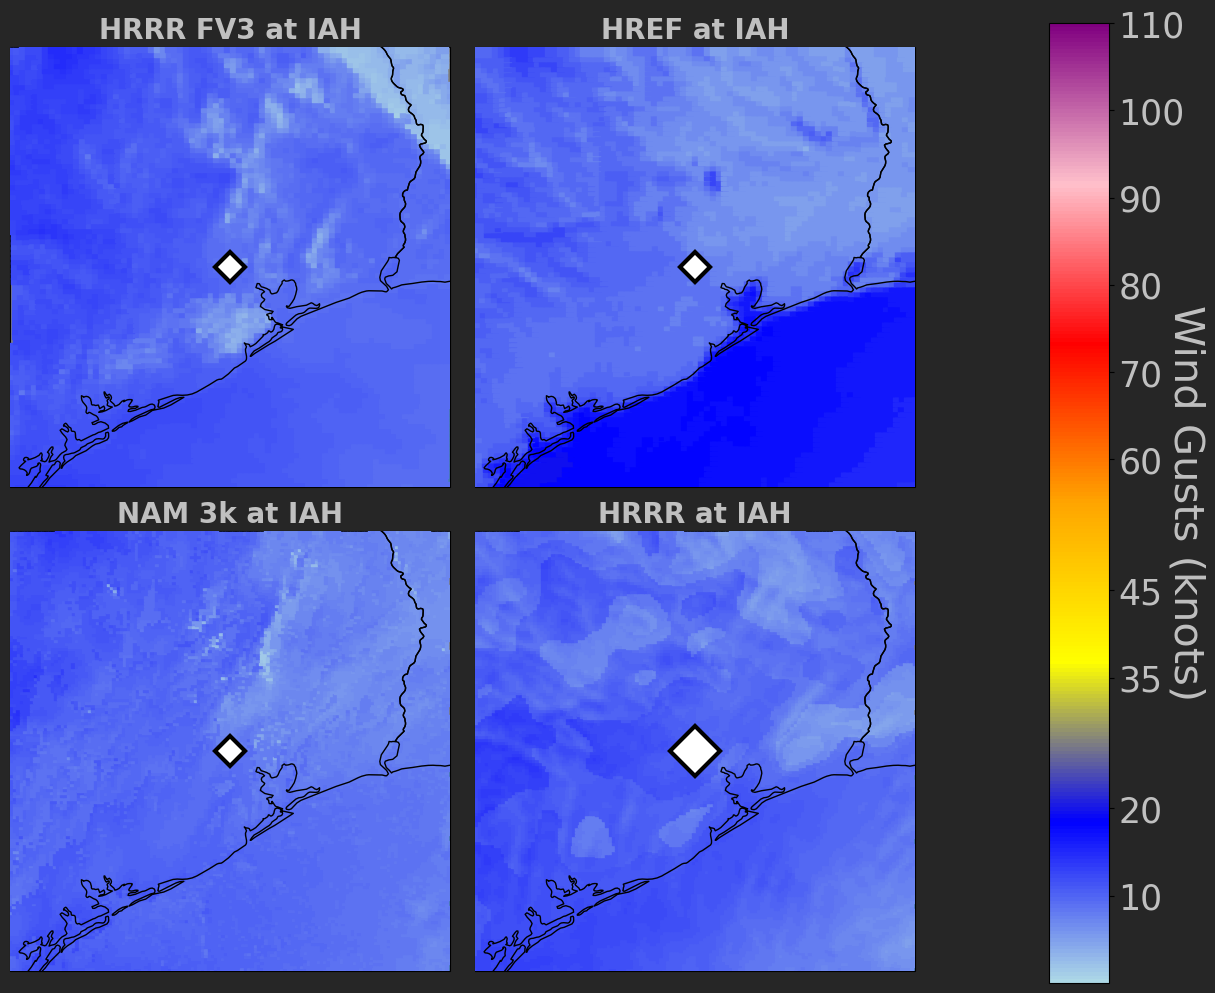 HRRR FV3 at IAH
HREF at IAH
NAM 3k at IAH
HRRR at IAH
110
100
90
80
70
60
45
35
20
10
Wind Gusts (knots)